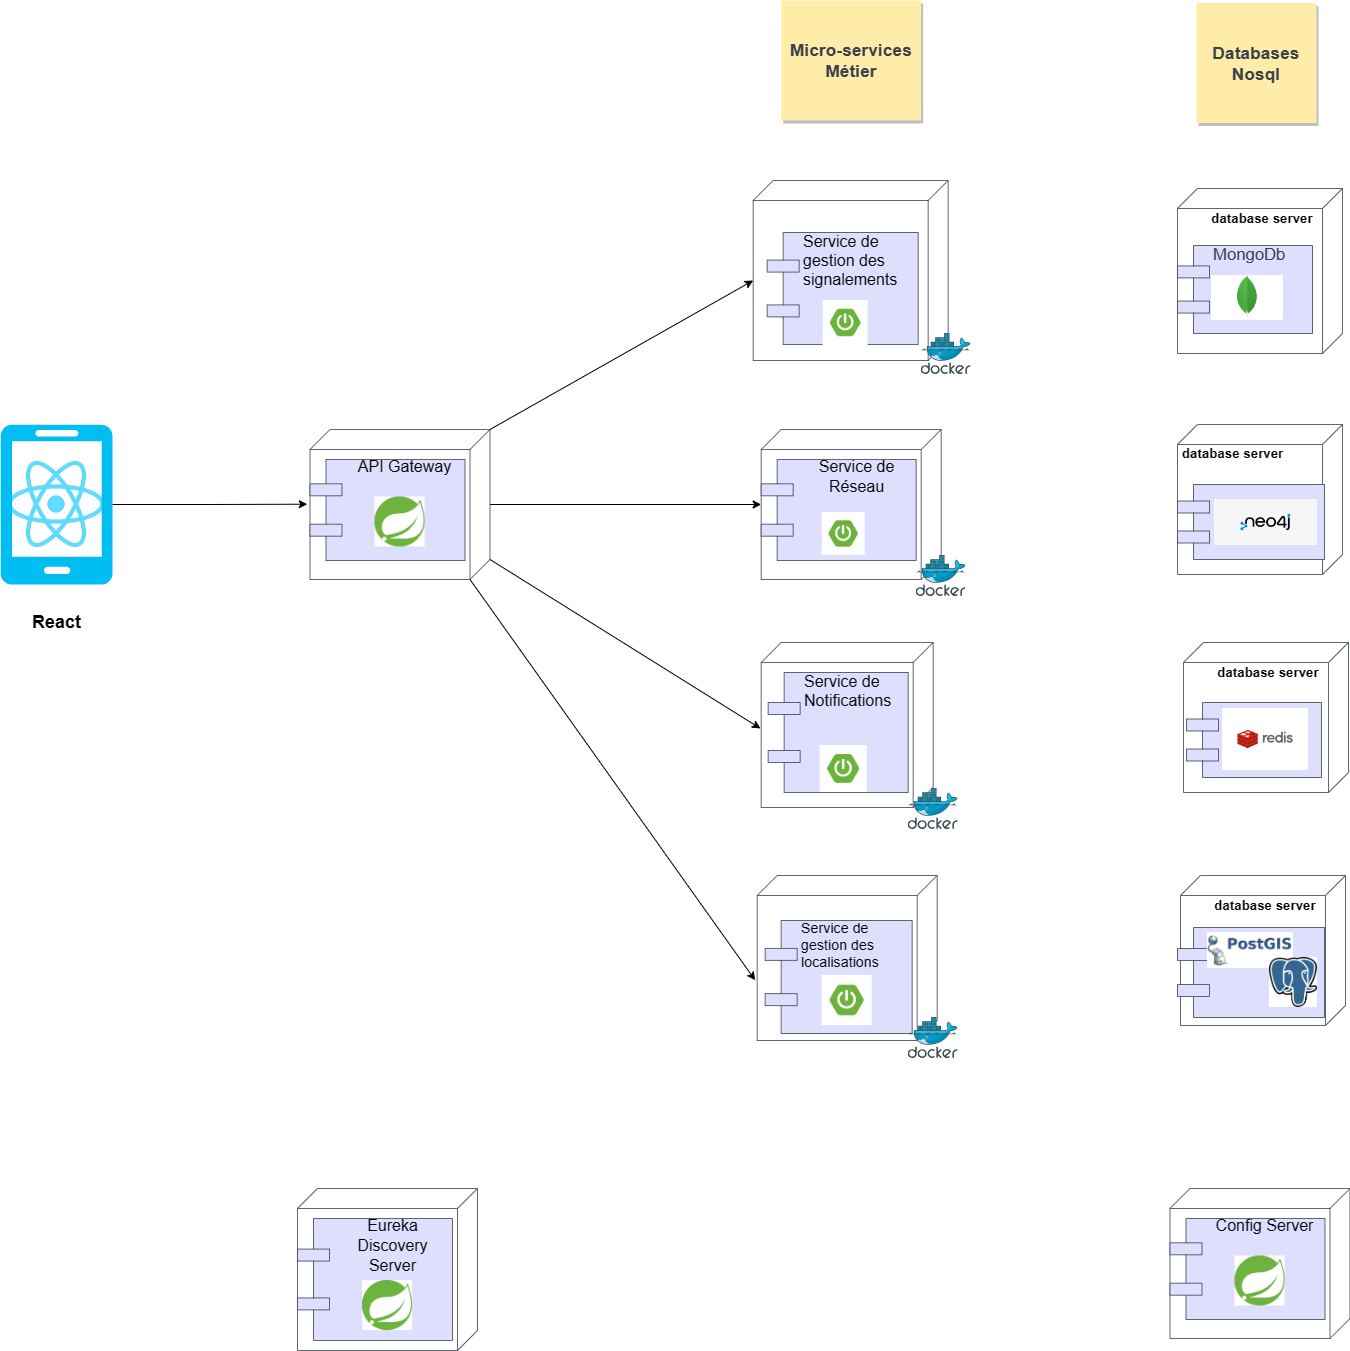 Micro-services
Métier
Databases
Nosql
Service de
gestion des
signalements
docker
database server
MongoDb
React
API Gateway
Service de
Réseau
docker
database server
neo4j
Service de
Notifications
docker
database server
redis
Service de
gestion des
localisations
docker
database server
PostGIS
Eureka
Discovery
Server
Config Server